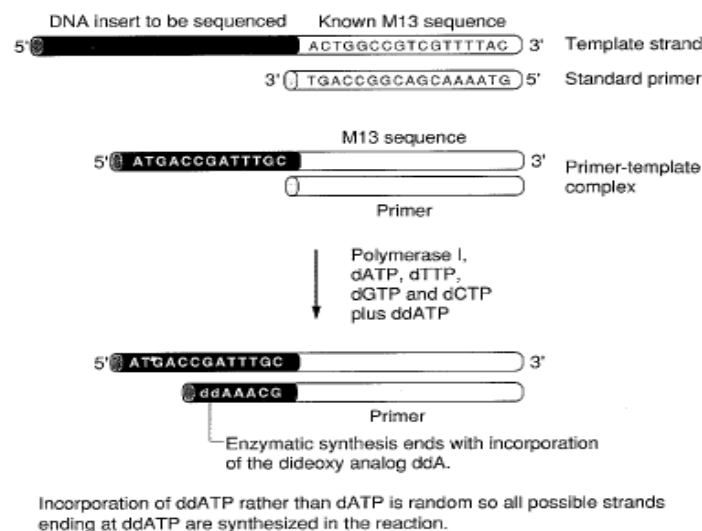 DNA insert to be sequenced Known M13 sequence
5' ACTGGCCGTCGTTTTAC 3' Template strand
3' TGACCGGCAGCAAAATG 5' Standard primer
M13 sequence
5' ATGACCGATTTGC 3' Primer-template
complex
Primer
Polymerase I,
dATP, dTTP,
dGTP and dCTP
plus ddATP
5' ATGACCGATTTGC 3'
ddAAACG
Primer
Enzymatic synthesis ends with incorporation
of the dideoxy analog ddA.
Incorporation of ddATP rather than dATP is random so all possible strands
ending at ddATP are synthesized in the reaction.